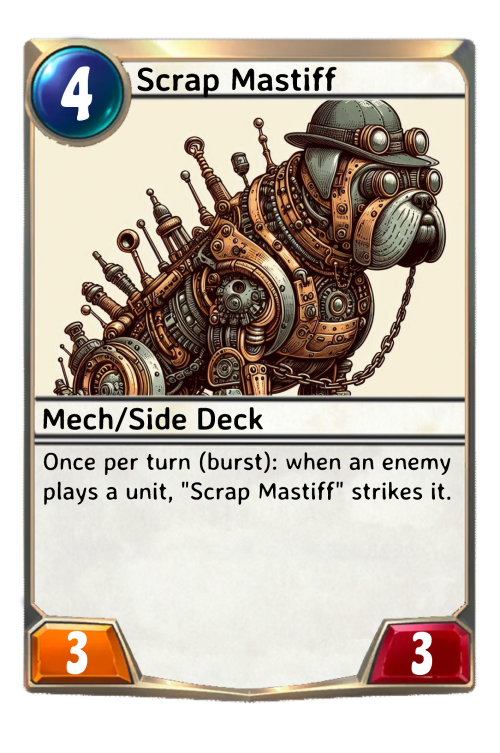 4
Scrap Mastiff
Mech/Side Deck
Once per turn (burst): when an enemy
plays a unit, "Scrap Mastiff" strikes it.
3
3